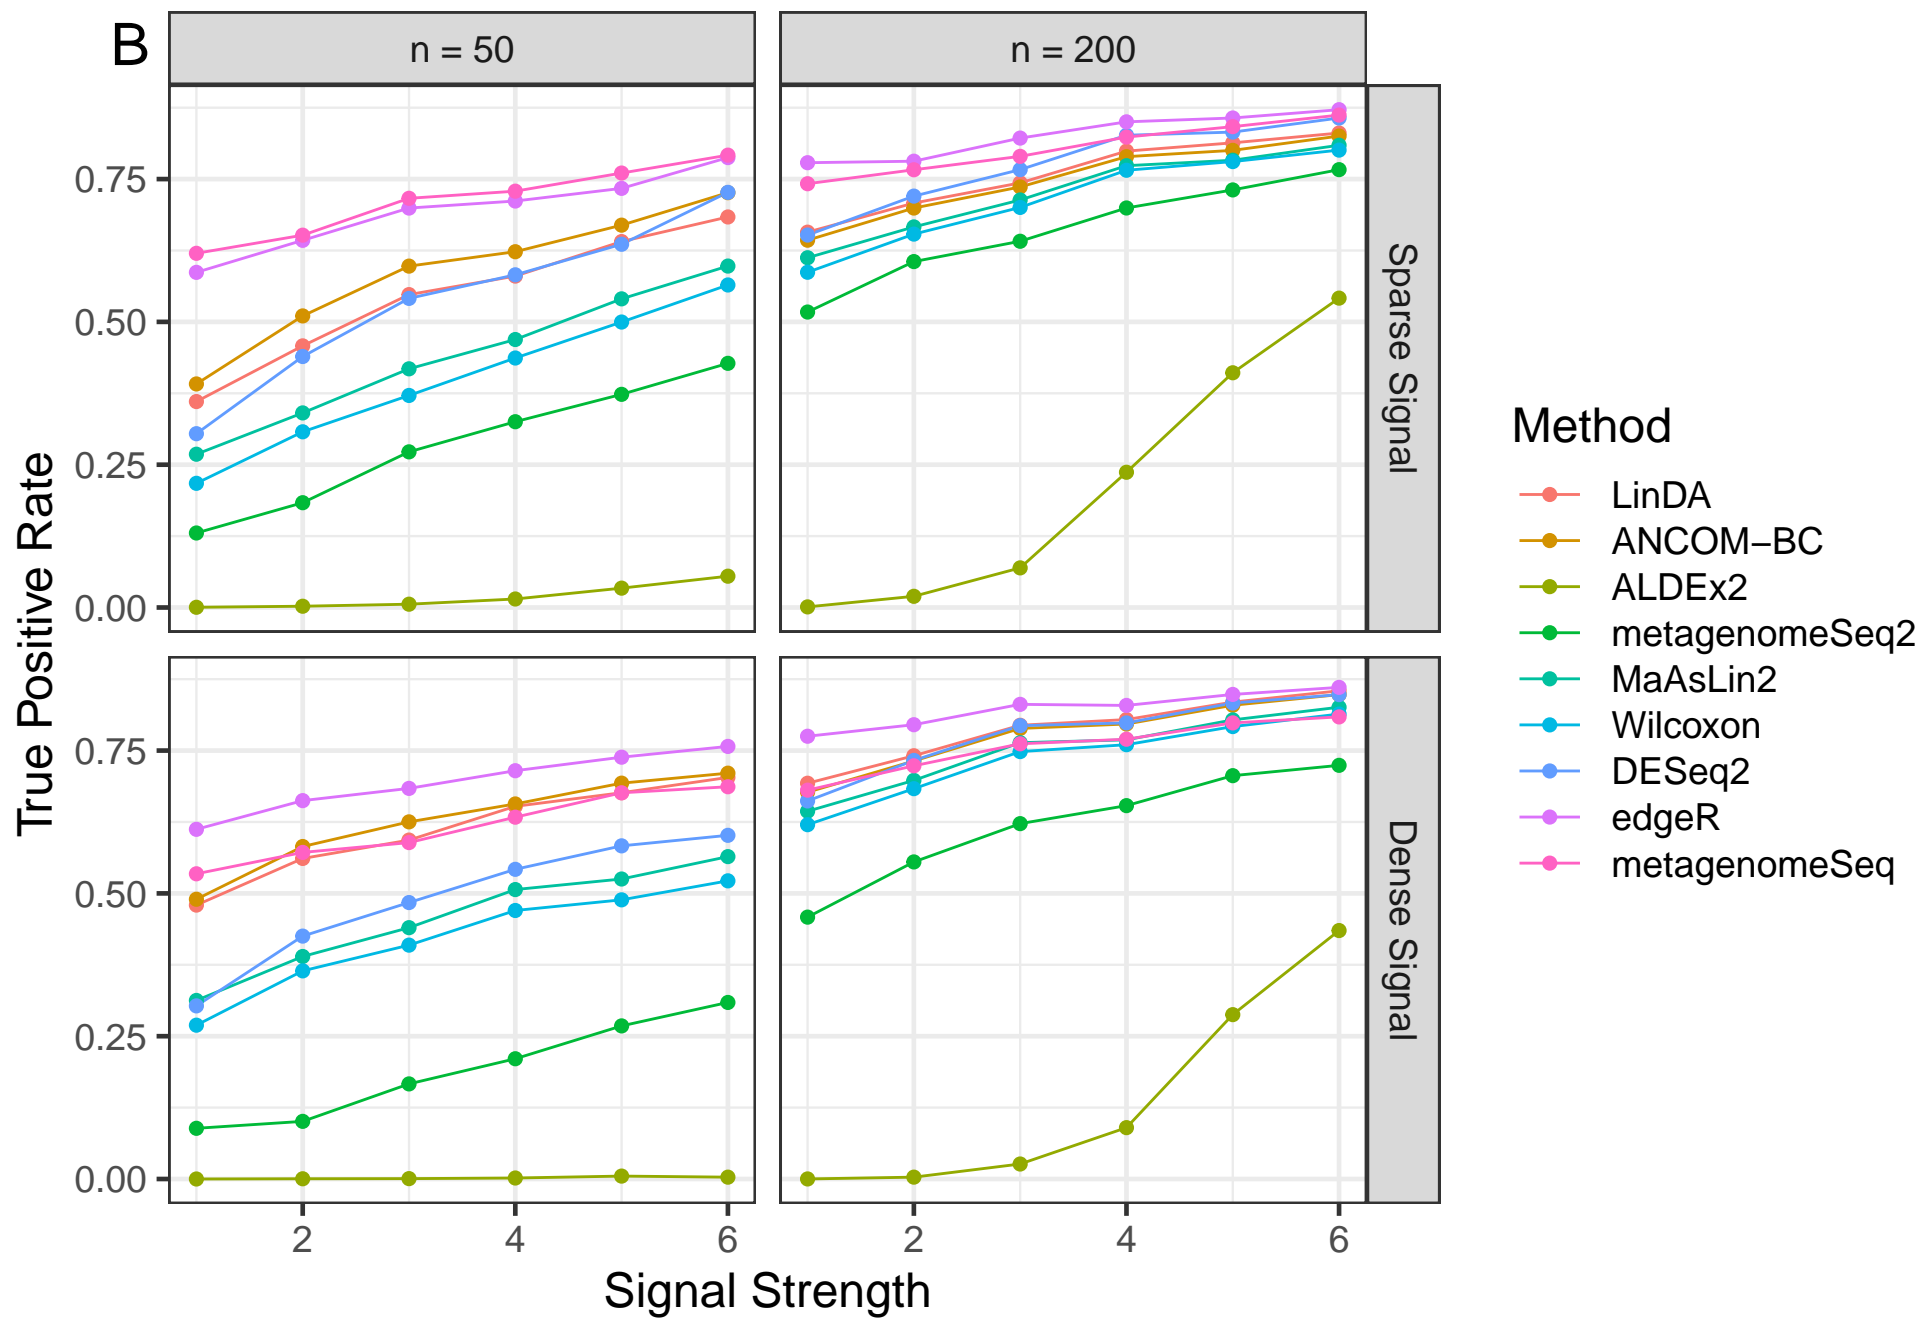 B
n = 50
n = 200
0.75
0.50
0.25
0.00
Sparse Signal
0.75
0.50
0.25
0.00
Dense Signal
True Positive Rate
2
4
6
2
4
6
Signal Strength
Method
LinDA
ANCOM−BC
ALDEx2
metagenomeSeq2
MaAsLin2
Wilcoxon
DESeq2
edgeR
metagenomeSeq